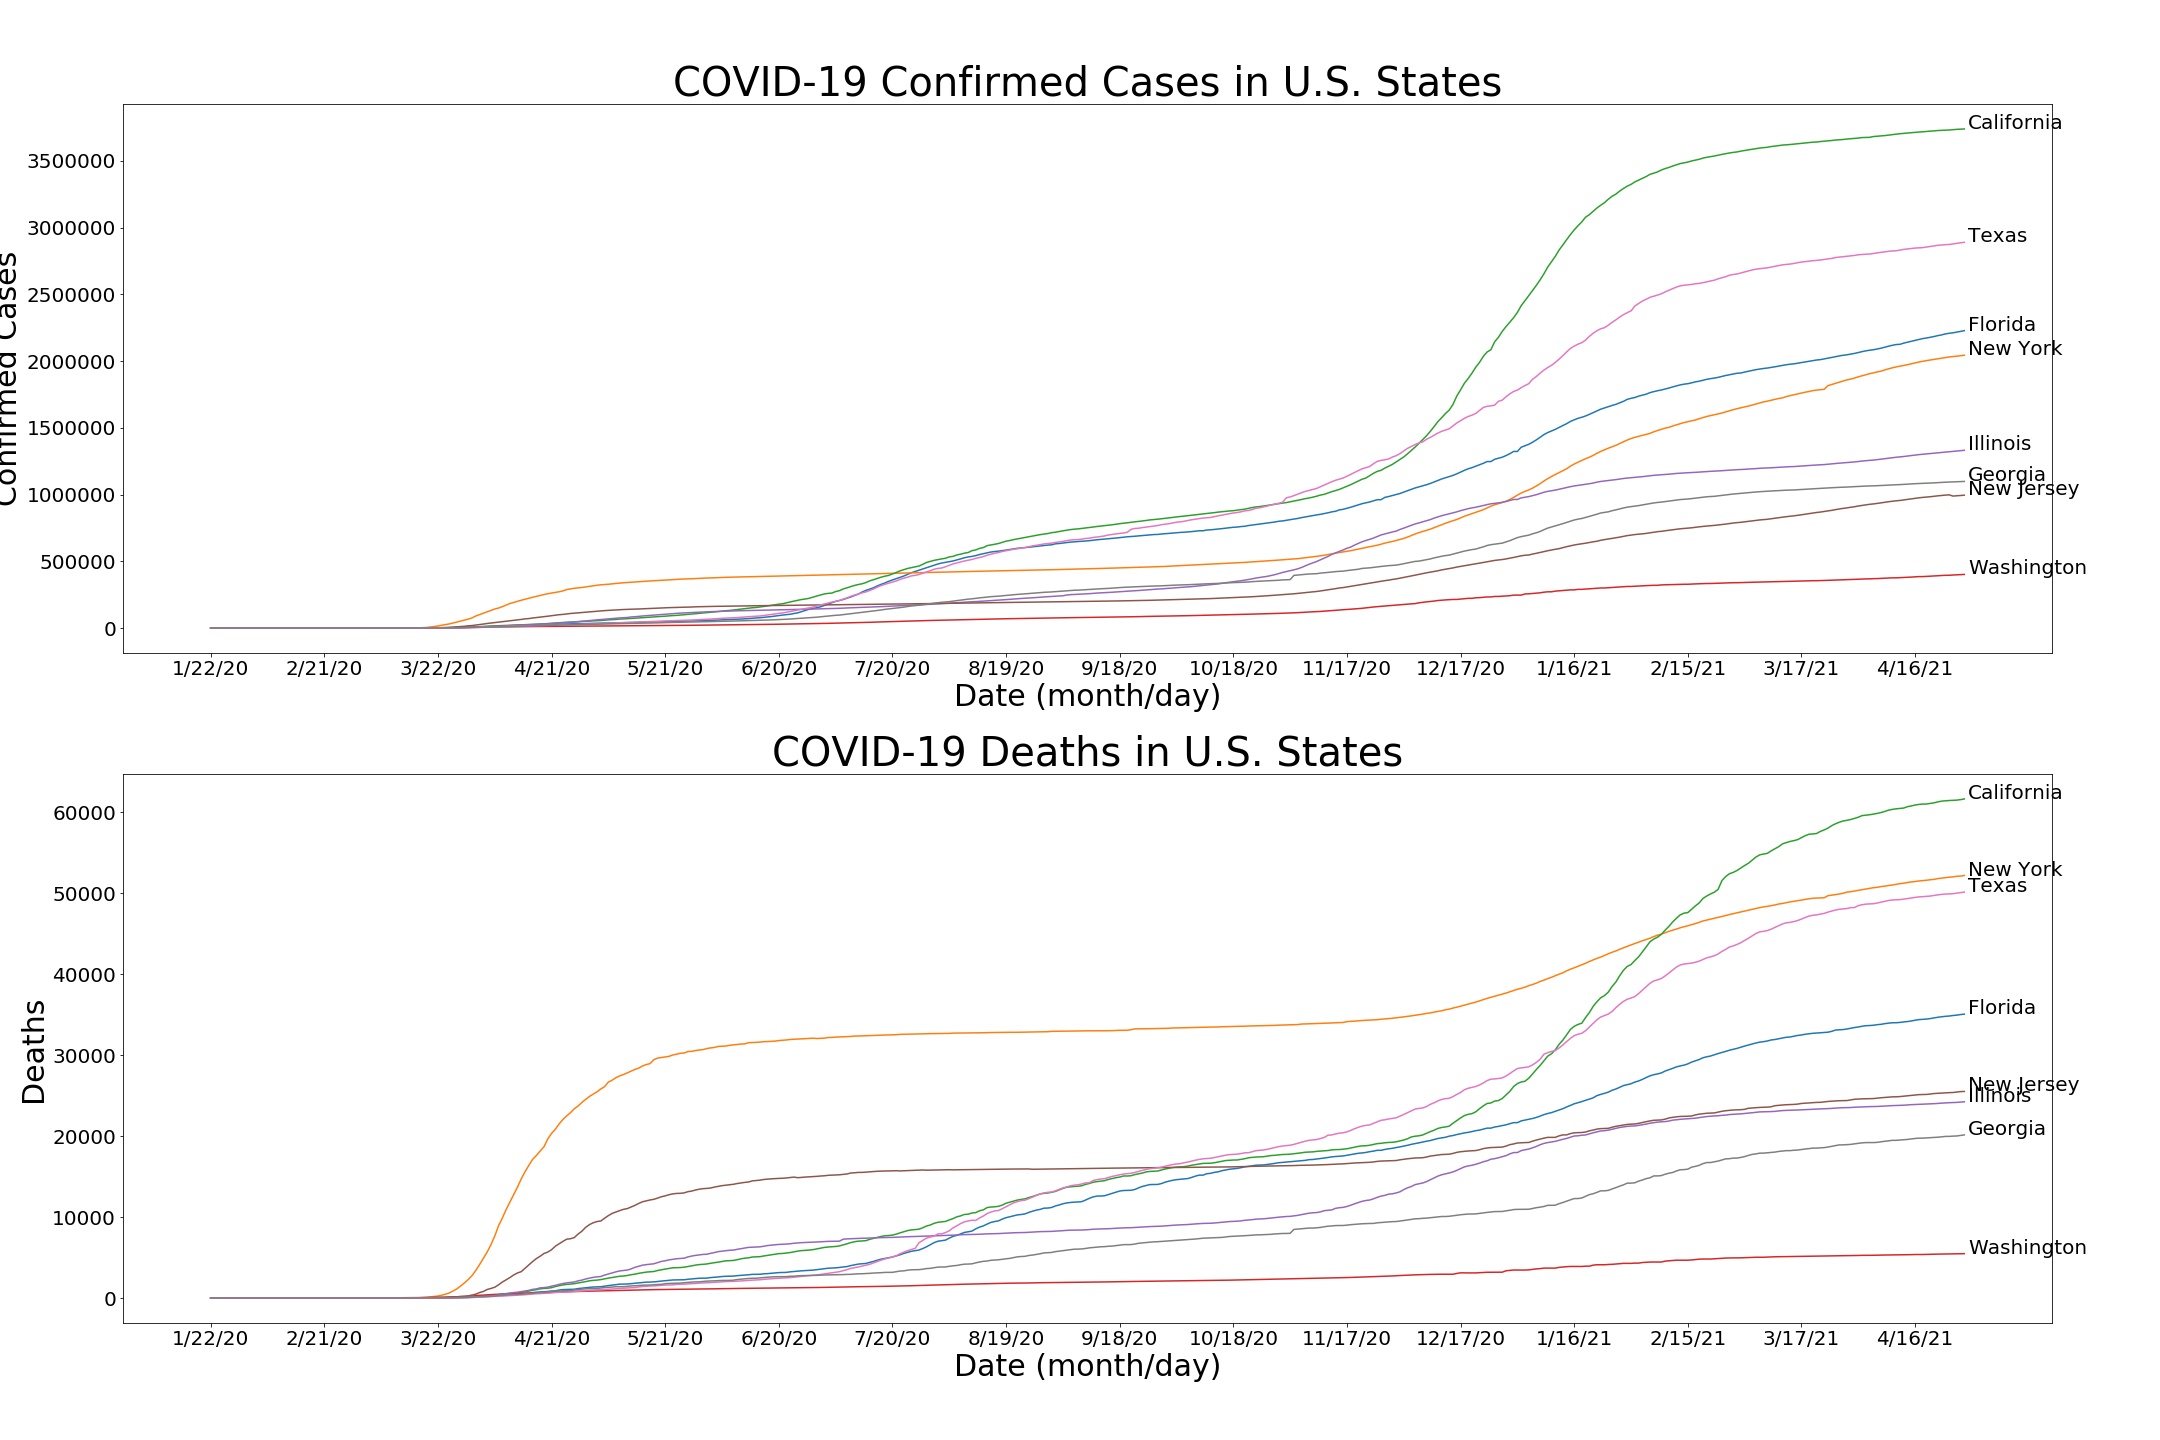 COVID-19 Confirmed Cases in U.S. States
Confirmed Cases
3500000
3000000
2500000
2000000
1500000
1000000
500000
0
California
Texas
Florida
New York
Illinois
Georgia
New Jersey
Washington
1/22/20 2/21/20 3/22/20 4/21/20 5/21/20 6/20/20 7/20/20 8/19/20 9/18/20 10/18/20 11/17/20 12/17/20 1/16/21 2/15/21 3/17/21 4/16/21
Date (month/day)
COVID-19 Deaths in U.S. States
Deaths
60000
50000
40000
30000
20000
10000
0
California
New York
Texas
Florida
New Jersey
Illinois
Georgia
Washington
1/22/20 2/21/20 3/22/20 4/21/20 5/21/20 6/20/20 7/20/20 8/19/20 9/18/20 10/18/20 11/17/20 12/17/20 1/16/21 2/15/21 3/17/21 4/16/21
Date (month/day)